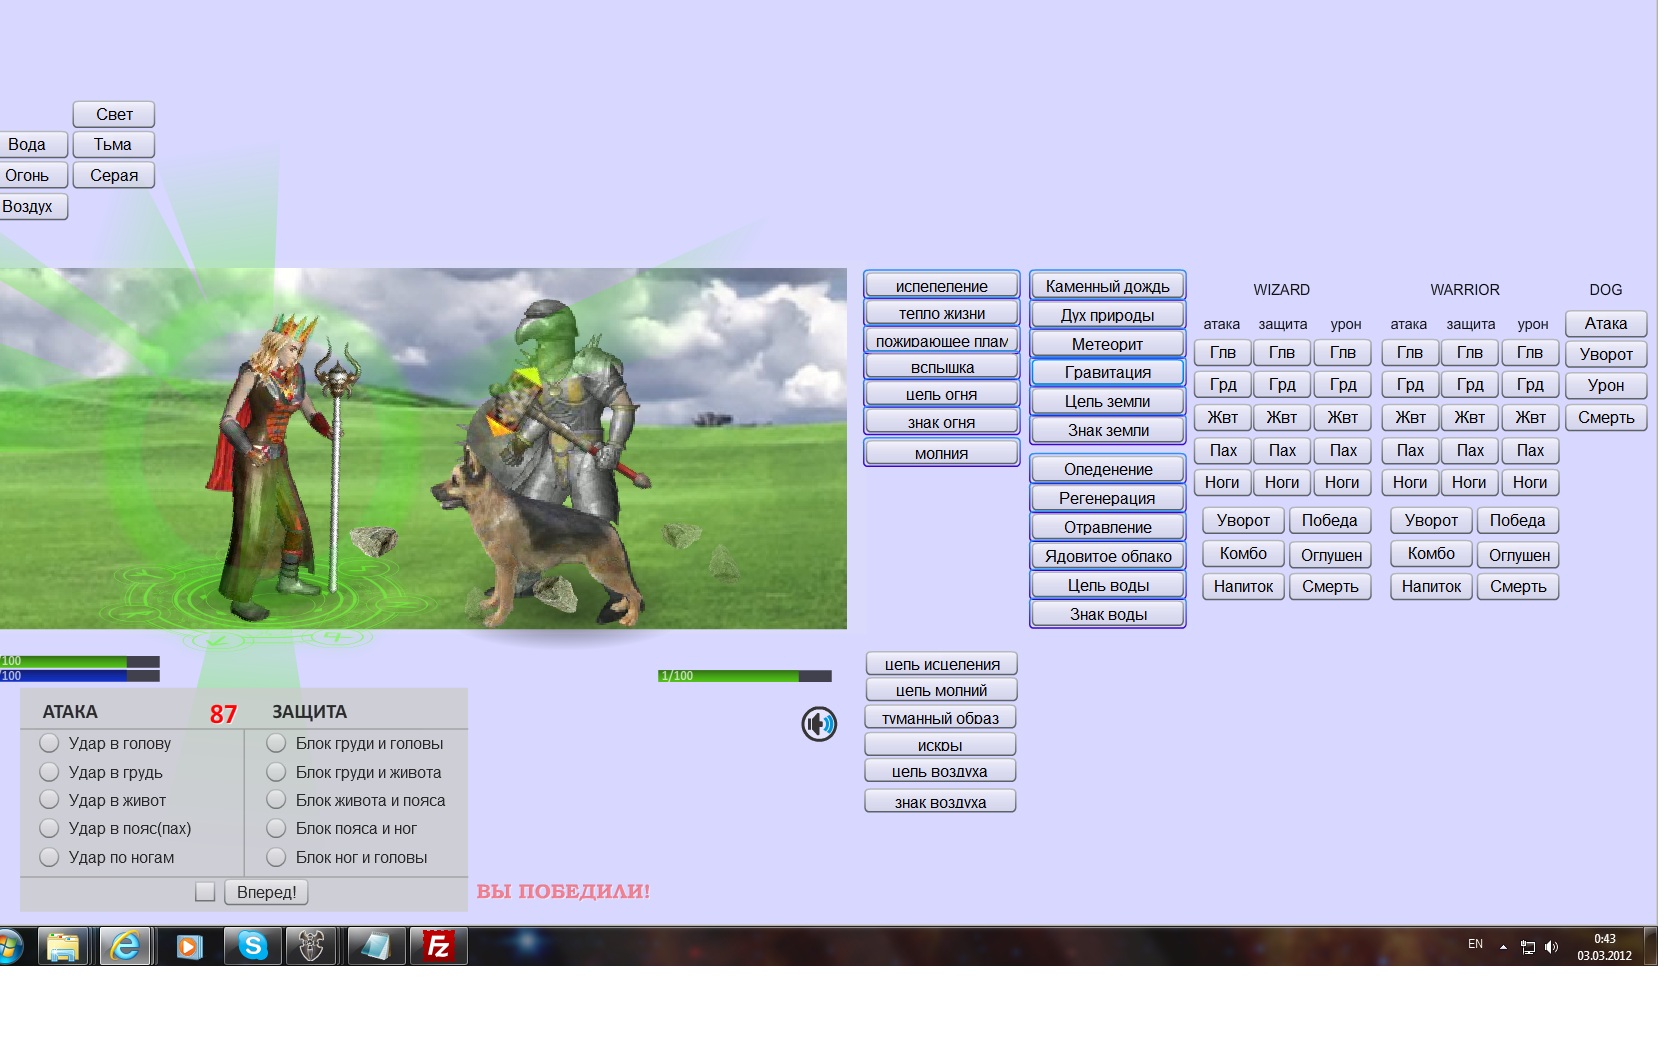 Свет
Вода Тьма
Огонь Серая
Воздух
испепеление
тепло жизни
пожирающее плам
вспышка
цепь огня
знак огня
молния
Каменный дождь
Дух природы
Метеорит
Гравитация
Цепь земли
Знак земли
Оледенение
Регенерация
Отравление
Ядовитое облако
Цепь воды
Знак воды
WIZARD
атака защита урон
Глв Глв Глв
Грд Грд Грд
Жвт Жвт Жвт
Пах Пах Пах
Ноги Ноги Ноги
Уворот Победа
Комбо Оглушен
Напиток Смерть
WARRIOR
атака защита урон
Глв Глв Глв
Грд Грд Грд
Жвт Жвт Жвт
Пах Пах Пах
Ноги Ноги Ноги
Уворот Победа
Комбо Оглушен
Напиток Смерть
DOG
Атака
Уворот
Урон
Смерть
/100
/100
1/100
цепь исцеления
цепь молний
туманный образ
искры
цепь воздуха
знак воздуха
АТАКА 87 ЗАЩИТА
Удар в голову Блок груди и головы
Удар в грудь Блок груди и живота
Удар в живот Блок живота и пояса
Удар в пояс(пах) Блок пояса и ног
Удар по ногам Блок ног и головы
Вперед!
ВЫ ПОБЕДИЛИ!
EN
0:43
03.03.2012